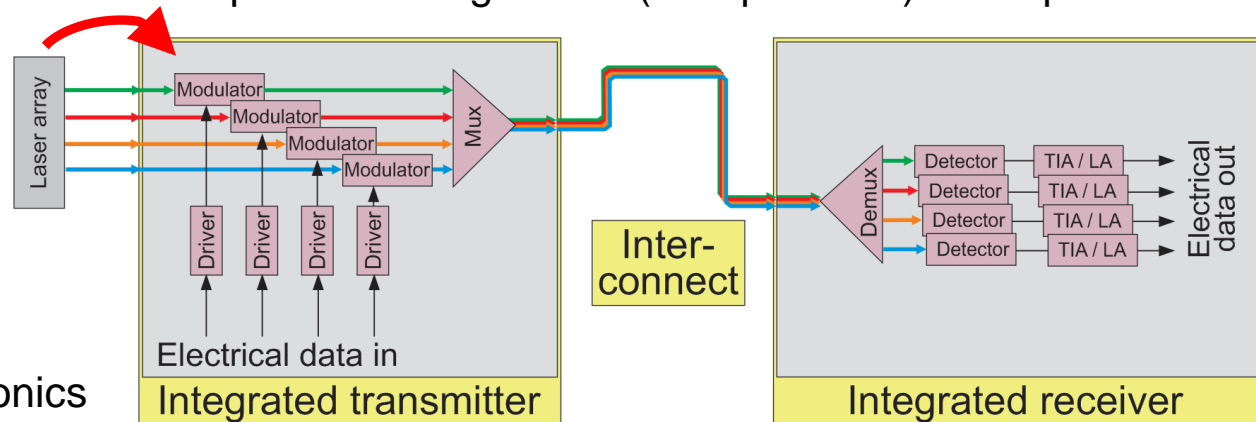 Laser array
Modulator
Modulator
Modulator
Modulator
Mux
Driver
Driver
Driver
Driver
Electrical data in
Integrated transmitter
Inter-
connect
Demux
Detector
TIA / LA
Detector
TIA / LA
Detector
TIA / LA
Detector
TIA / LA
Electrical
data out
Integrated receiver
onics